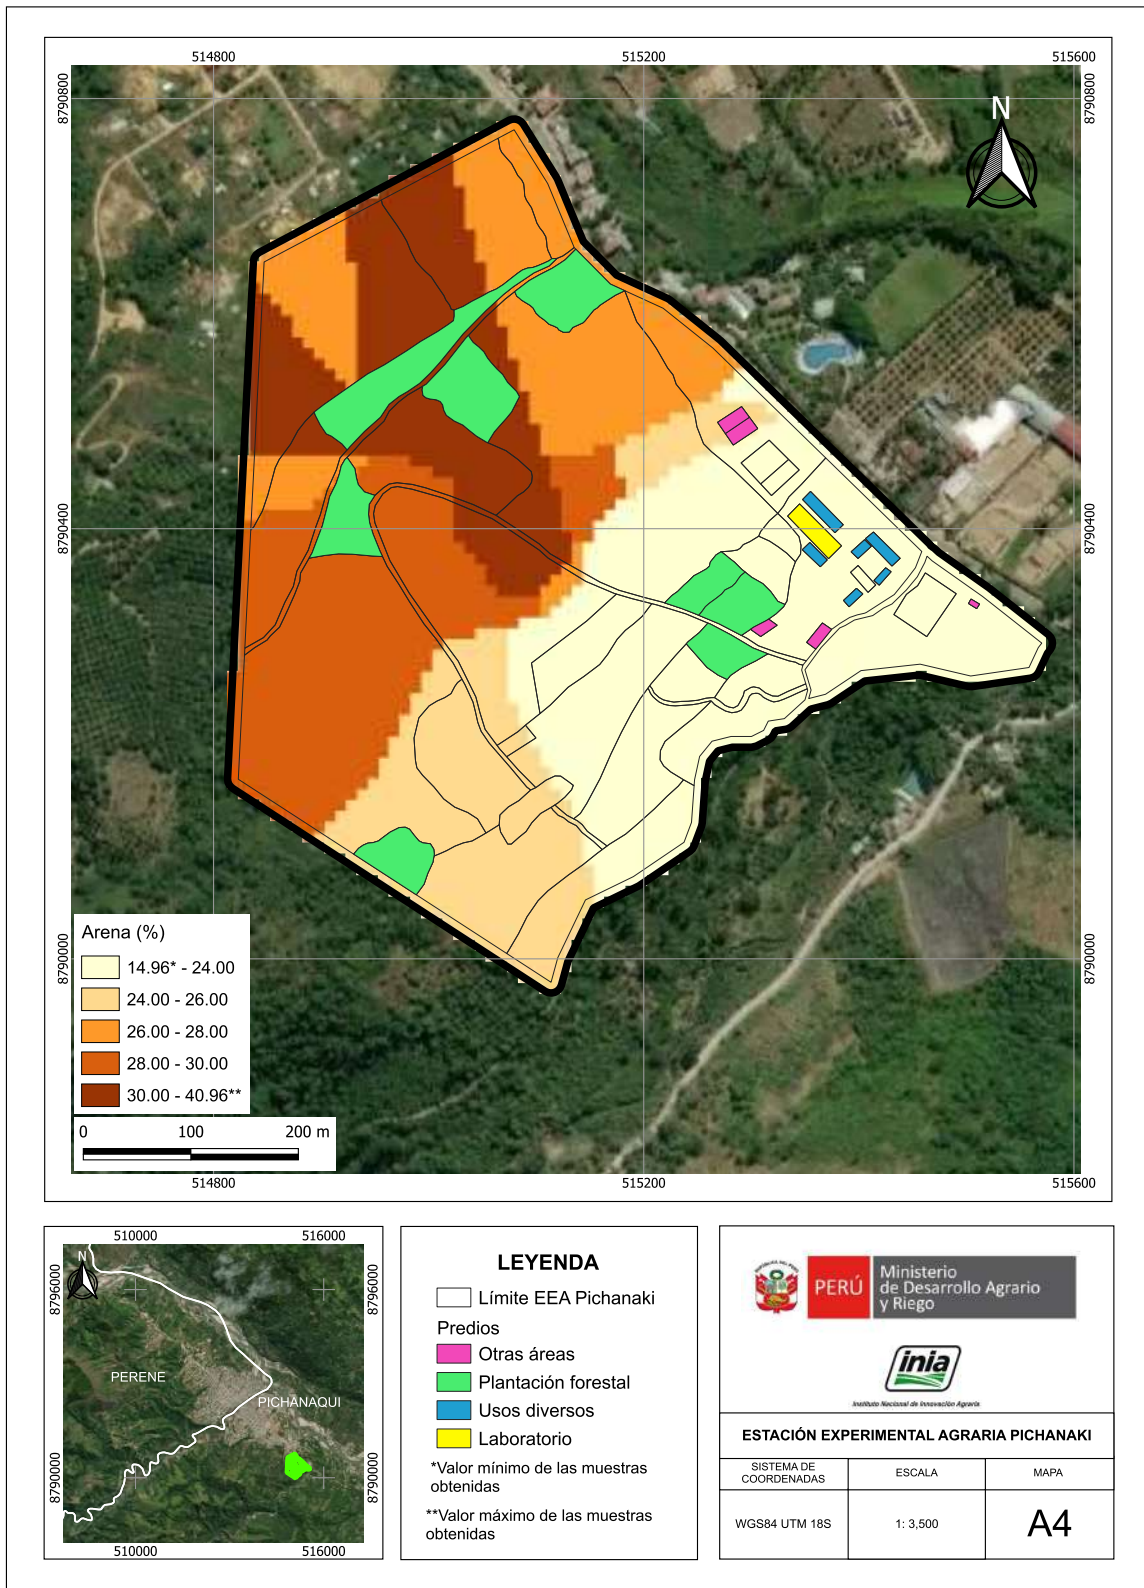 514800
515200
515600
8790800
8790800
N
8790400
8790400
8790000
8790000
Arena (%)
14.96* - 24.00
24.00 - 26.00
26.00 - 28.00
28.00 - 30.00
30.00 - 40.96**
0 100 200 m
514800
515200
515600
510000
516000
N
8796000
8796000
PERENE
PICHANAQUI
8790000
8790000
510000
516000
LEYENDA
Límite EEA Pichanaki
Predios
Otras áreas
Plantación forestal
Usos diversos
Laboratorio
*Valor mínimo de las muestras
obtenidas
**Valor máximo de las muestras
obtenidas
REPÚBLICA DEL PERÚ
PERÚ
Ministerio
de Desarrollo Agrario
y Riego
inia
Instituto Nacional de Innovación Agraria
ESTACIÓN EXPERIMENTAL AGRARIA PICHANAKI
SISTEMA DE
COORDENADAS
ESCALA
MAPA
WGS84 UTM 18S
1: 3,500
A4